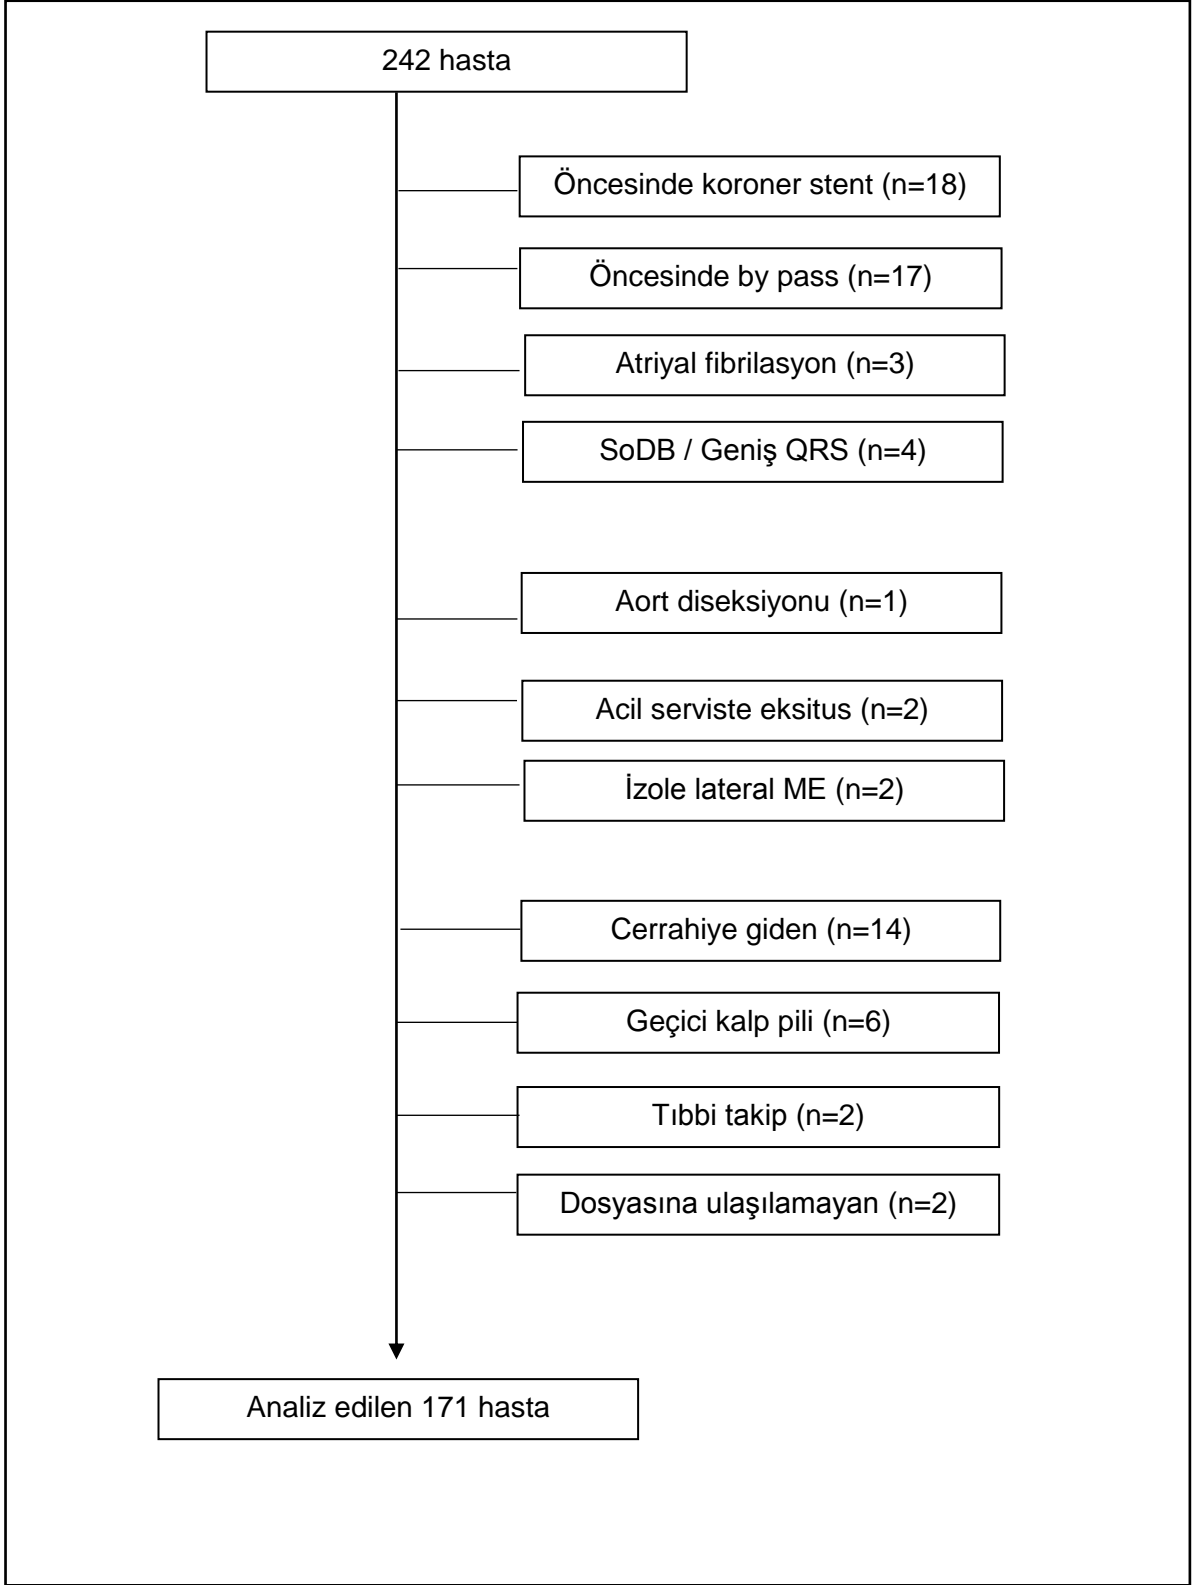 242 hasta
Öncesinde koroner stent (n=18)
Öncesinde by pass (n=17)
Atriyal fibrilasyon (n=3)
SoDB / Geniş QRS (n=4)
Aort diseksiyonu (n=1)
Acil serviste eksitus (n=2)
İzole lateral ME (n=2)
Cerrahiye giden (n=14)
Geçici kalp pili (n=6)
Tıbbi takip (n=2)
Dosyasına ulaşılamayan (n=2)
Analiz edilen 171 hasta